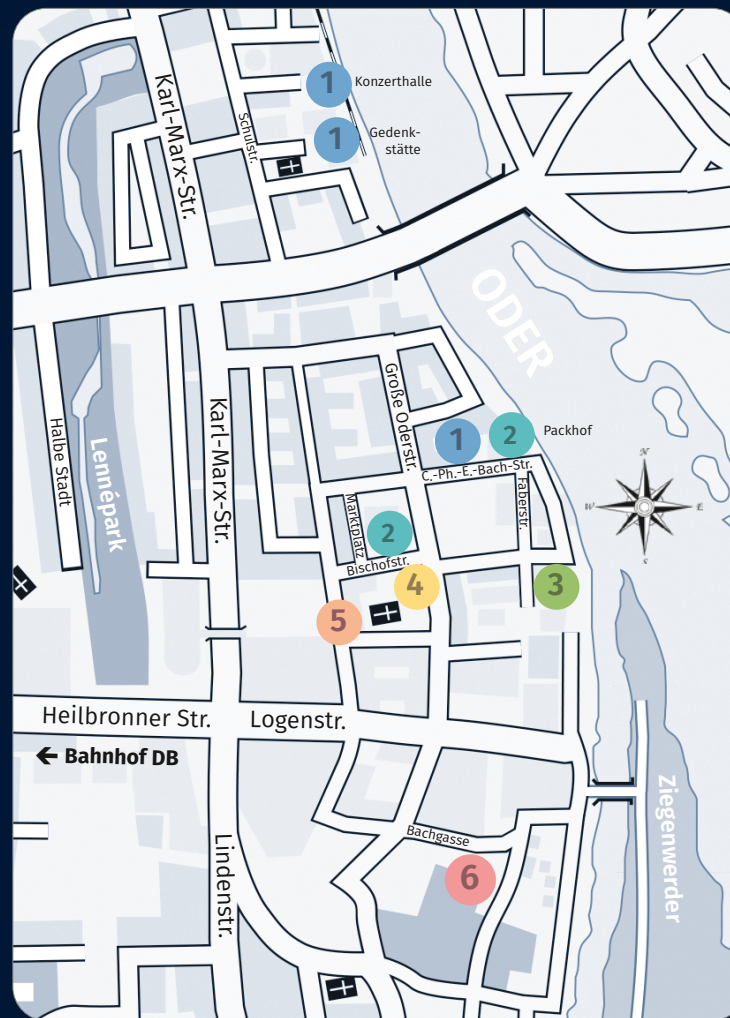 1 Konzerthalle
1 Gedenk-
stätte
Karl-Marx-Str.
Schulstr.
ODER
Große Oderstr.
Karl-Marx-Str.
Halbe Stadt
Lennépark
1
2 Packhof
C.-Ph.-E.-Bach-Str.
Faberstr.
Marktplatz
2
Bischofstr.
N
W
E
S
4
3
5
Heilbronner Str.
Logenstr.
← Bahnhof DB
Ziegenwerder
Lindenstr.
Bachgasse
6